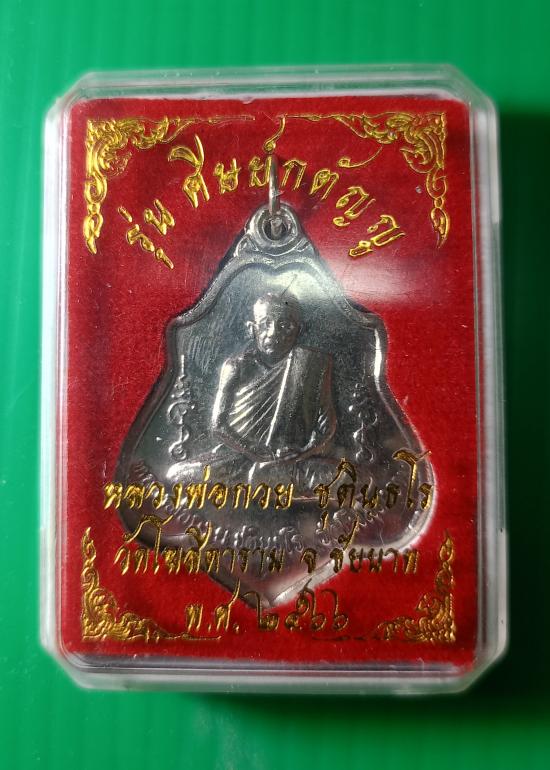 รุ่น ศิษย์กตัญญู
หลวงพ่อกวย ชุตินฺธโร
วัดโฆสิตาราม จ ชัยนาท
พ.ศ. ๒๕๖๖